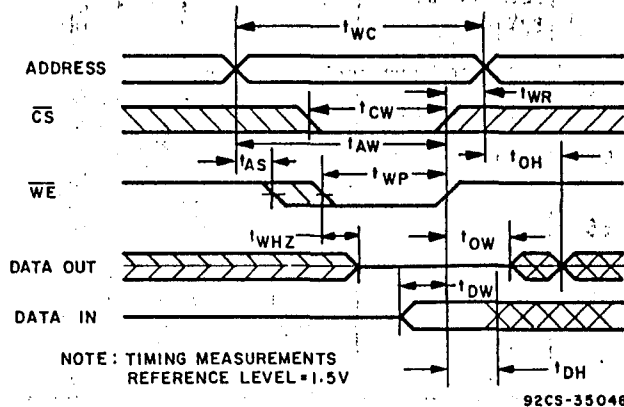 tWC
ADDRESS
tWR
CS
tCW
tAW
tAS
tOH
WE
tWP
tWHZ
tOW
DATA OUT
tDW
DATA IN
NOTE: TIMING MEASUREMENTS
REFERENCE LEVEL=1.5V
tDH
92CS-35046